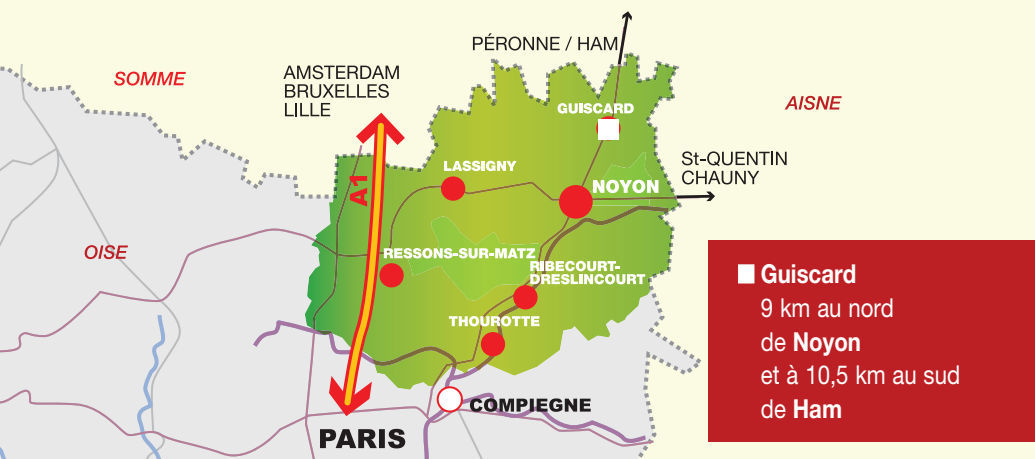 PÉRONNE / HAM
SOMME
AMSTERDAM
BRUXELLES
LILLE
AISNE
GUISCARD
St-QUENTIN
CHAUNY
LASSIGNY
NOYON
A1
OISE
RESSONS-SUR-MATZ
RIBECOURT-
DRESLINCOURT
THOUROTTE
COMPIEGNE
PARIS
Guiscard
9 km au nord
de Noyon
et à 10,5 km au sud
de Ham